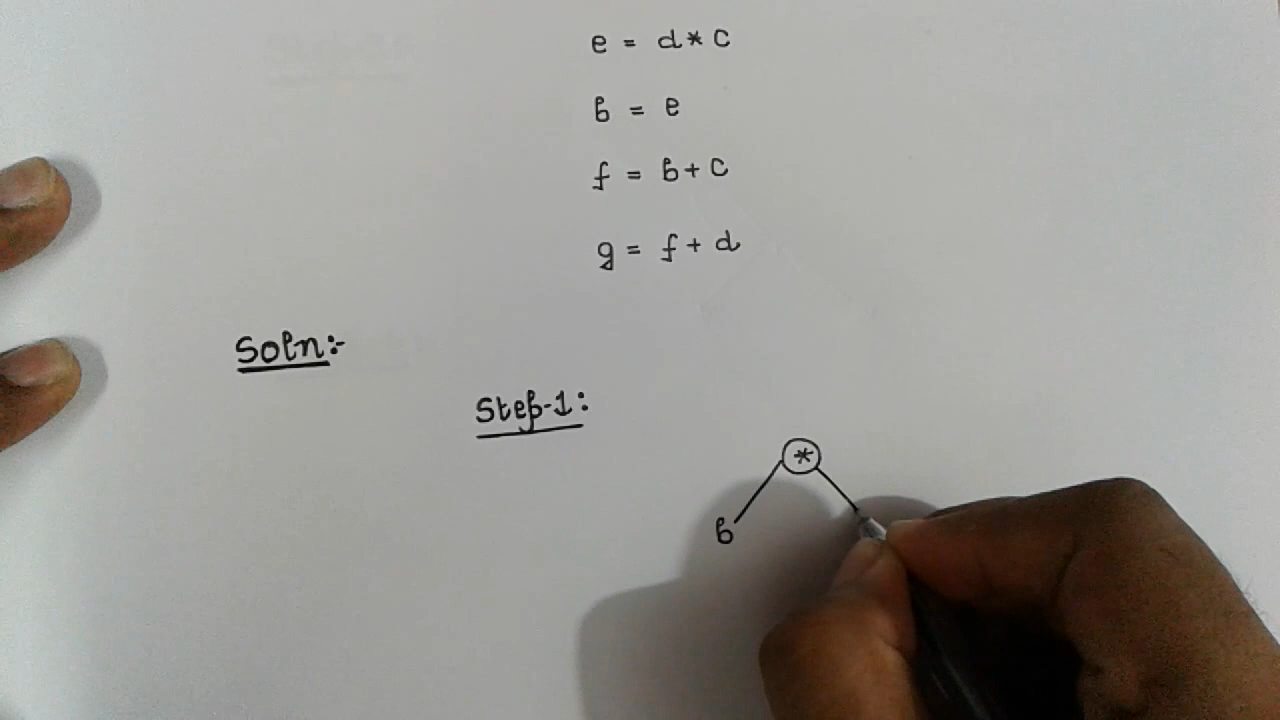 e = d * c
b = e
f = b + c
g = f + d
Soln:-
Step-1:
*
b